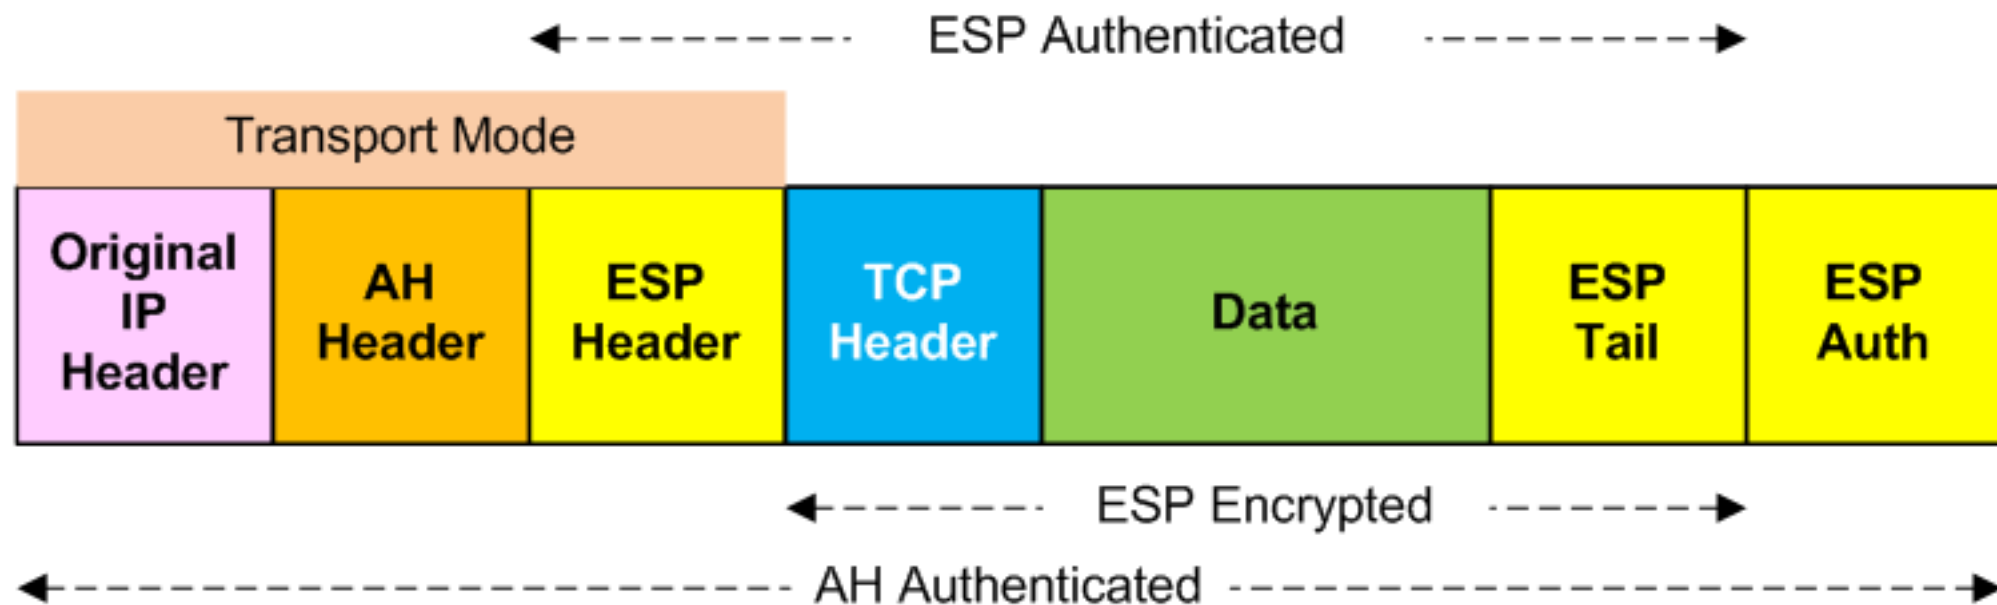 ESP Authenticated
Transport Mode
Original
IP
Header
AH
Header
ESP
Header
TCP
Header
Data
ESP
Tail
ESP
Auth
ESP Encrypted
AH Authenticated